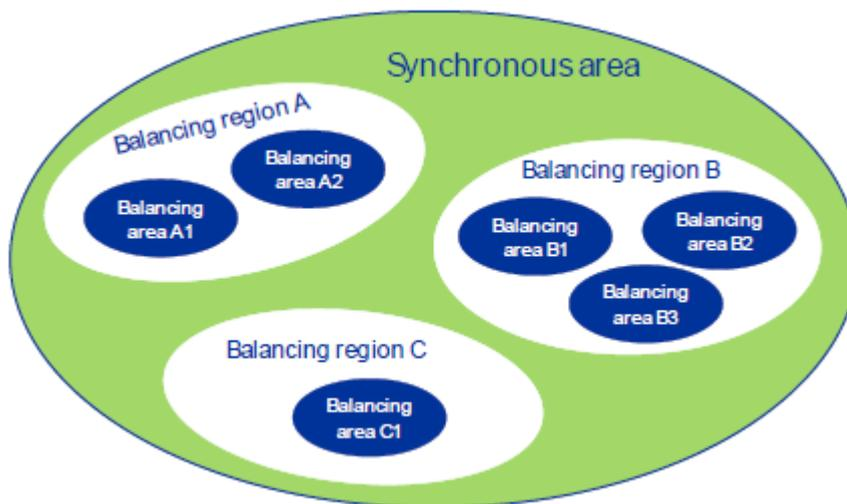 Synchronous area
Balancing region A
Balancing
area A2
Balancing
area A1
Balancing region B
Balancing
area B1
Balancing
area B2
Balancing
area B3
Balancing region C
Balancing
area C1